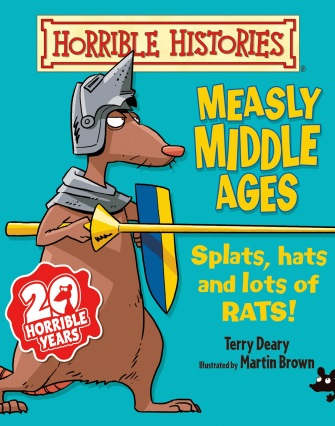 HORRIBLE HISTORIES
®
MEASLY
MIDDLE
AGES
Splats, hats
and lots of
RATS!
Terry Deary
Illustrated by Martin Brown
20
HORRIBLE
YEARS